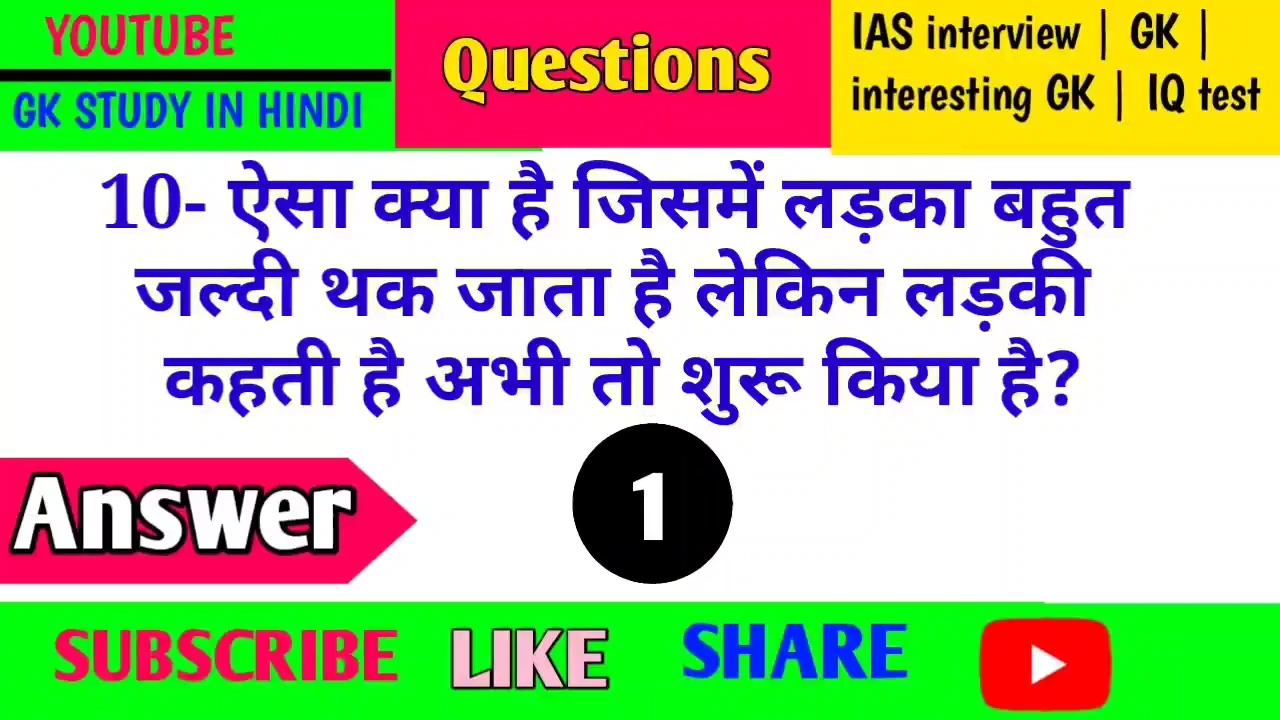 YOUTUBE
GK STUDY IN HINDI
Questions
IAS interview | GK |
interesting GK | IQ test
10- ऐसा क्या है जिसमें लड़का बहुत
जल्दी थक जाता है लेकिन लड़की
कहती है अभी तो शुरू किया है?
Answer
1
SUBSCRIBE LIKE SHARE